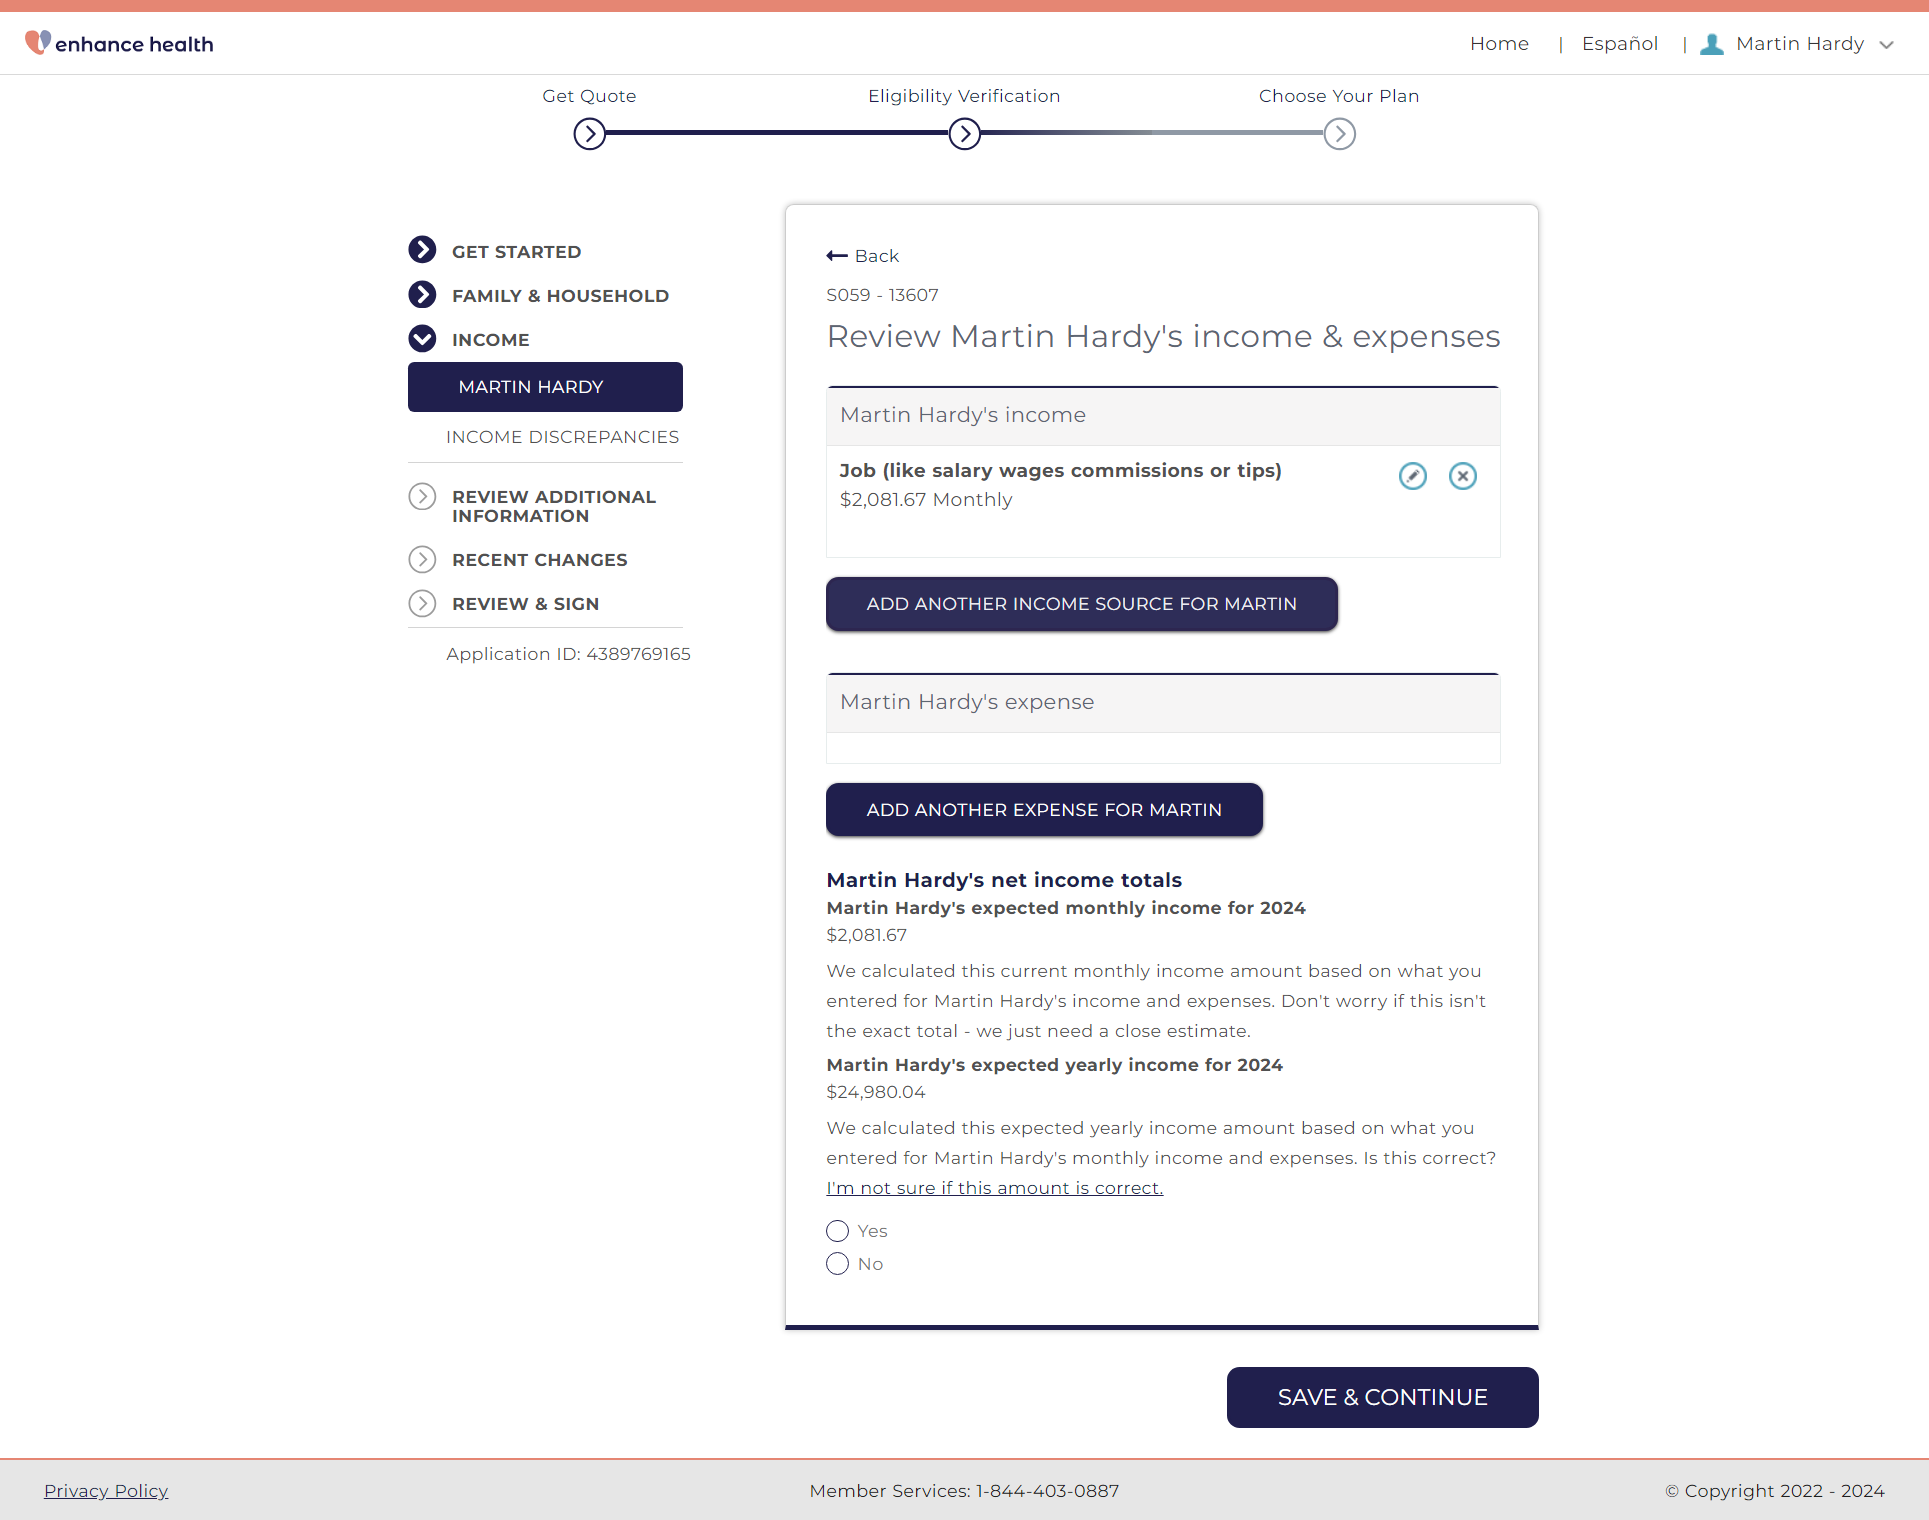 enhance health
Home | Español | Martin Hardy
Get Quote
Eligibility Verification
Choose Your Plan
GET STARTED
FAMILY & HOUSEHOLD
INCOME
MARTIN HARDY
INCOME DISCREPANCIES
REVIEW ADDITIONAL
INFORMATION
RECENT CHANGES
REVIEW & SIGN
Application ID: 4389769165
Back
S059 - 13607
Review Martin Hardy's income & expenses
Martin Hardy's income
Job (like salary wages commissions or tips)
$2,081.67 Monthly
ADD ANOTHER INCOME SOURCE FOR MARTIN
Martin Hardy's expense
ADD ANOTHER EXPENSE FOR MARTIN
Martin Hardy's net income totals
Martin Hardy's expected monthly income for 2024
$2,081.67
We calculated this current monthly income amount based on what you
entered for Martin Hardy's income and expenses. Don't worry if this isn't
the exact total - we just need a close estimate.
Martin Hardy's expected yearly income for 2024
$24,980.04
We calculated this expected yearly income amount based on what you
entered for Martin Hardy's monthly income and expenses. Is this correct?
I'm not sure if this amount is correct.
Yes
No
SAVE & CONTINUE
Privacy Policy
Member Services: 1-844-403-0887
© Copyright 2022 - 2024